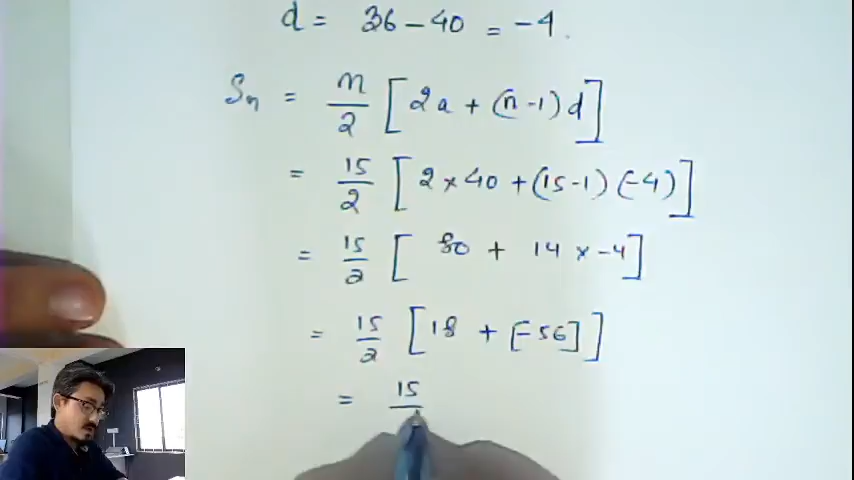 d = 36 - 40 = -4.
Sn = n/2 [2a + (n-1)d]
= 15/2 [2×40 + (15-1)(-4)]
= 15/2 [80 + 14 × -4]
= 15/2 [18 + [-56]]
= 15